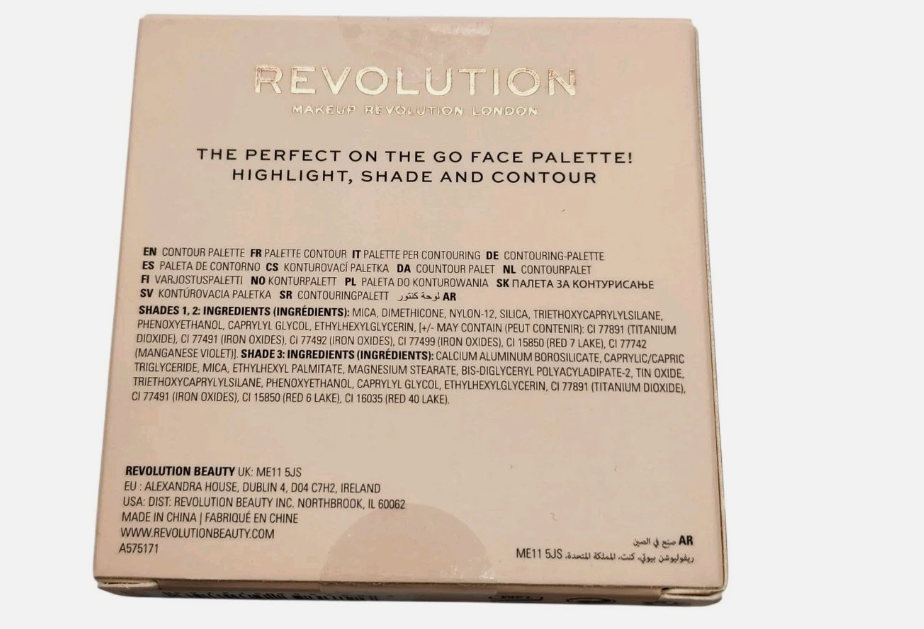 REVOLUTION
MAKEUP REVOLUTION LONDON
THE PERFECT ON THE GO FACE PALETTE!
HIGHLIGHT, SHADE AND CONTOUR
EN CONTOUR PALETTE FR PALETTE CONTOUR IT PALETTE PER CONTOURING DE CONTOURING-PALETTE
ES PALETA DE CONTORNO CS KONTUROVACÍ PALETKA DA COUNTOUR PALET NL CONTOURPALET
FI VARJOSTUSPALETTI NO KONTURPALETT PL PALETA DO KONTUROWANIA SK ПАЛЕТА ЗА КОНТУРИСАЊЕ
SV KONTÚROVACIA PALETKA SR CONTOURINGPALETT لوحة كنتور AR
SHADES 1, 2: INGREDIENTS (INGRÉDIENTS): MICA, DIMETHICONE, NYLON-12, SILICA, TRIETHOXYCAPRYLYLSILANE,
PHENOXYETHANOL, CAPRYLYL GLYCOL, ETHYLHEXYLGLYCERIN, [+/- MAY CONTAIN (PEUT CONTENIR): CI 77891 (TITANIUM
DIOXIDE), CI 77491 (IRON OXIDES), CI 77492 (IRON OXIDES), CI 77499 (IRON OXIDES), CI 15850 (RED 7 LAKE), CI 77742
(MANGANESE VIOLET)]. SHADE 3: INGREDIENTS (INGRÉDIENTS): CALCIUM ALUMINUM BOROSILICATE, CAPRYLIC/CAPRIC
TRIGLYCERIDE, MICA, ETHYLHEXYL PALMITATE, MAGNESIUM STEARATE, BIS-DIGLYCERYL POLYACYLADIPATE-2, TIN OXIDE,
TRIETHOXYCAPRYLYLSILANE, PHENOXYETHANOL, CAPRYLYL GLYCOL, ETHYLHEXYLGLYCERIN, CI 77891 (TITANIUM DIOXIDE),
CI 77491 (IRON OXIDES), CI 15850 (RED 6 LAKE), CI 16035 (RED 40 LAKE).
REVOLUTION BEAUTY UK: ME11 5JS
EU : ALEXANDRA HOUSE, DUBLIN 4, D04 C7H2, IRELAND
USA: DIST: REVOLUTION BEAUTY INC. NORTHBROOK, IL 60062
MADE IN CHINA | FABRIQUÉ EN CHINE
WWW.REVOLUTIONBEAUTY.COM
A575171
صنع في الصين AR
ريفوليوشن بيوتي، كنت، المملكة المتحدة، ME11 5JS